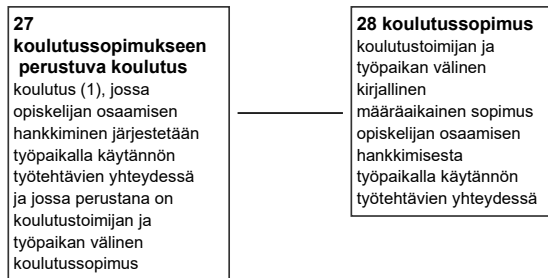 27
koulutussopimukseen
perustuva koulutus
koulutus (1), jossa
opiskelijan osaamisen
hankkiminen järjestetään
työpaikalla käytännön
työtehtävien yhteydessä
ja jossa perustana on
koulutustoimijan ja
työpaikan välinen
koulutussopimus
28 koulutussopimus
koulutustoimijan ja
työpaikan välinen
kirjallinen
määräaikainen sopimus
opiskelijan osaamisen
hankkimisesta
työpaikalla käytännön
työtehtävien yhteydessä